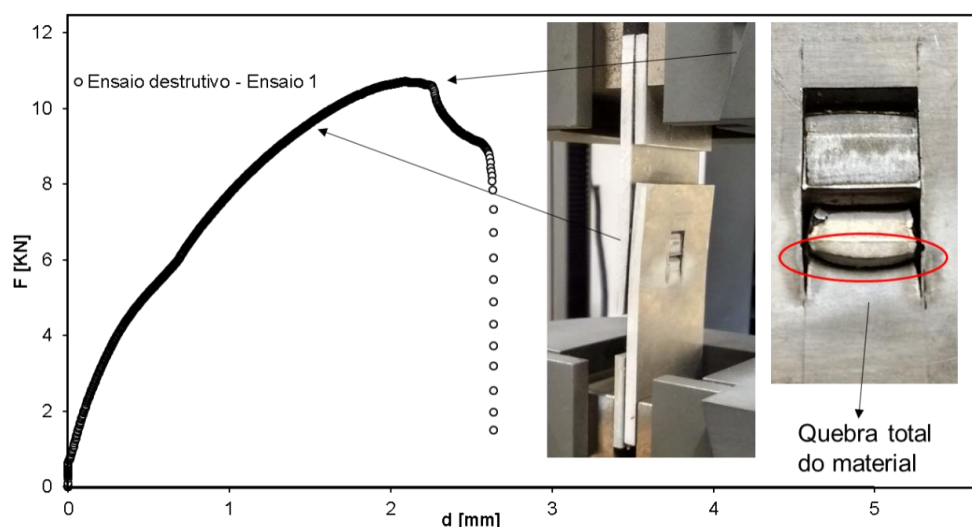 12
10
8
6
4
2
0
F [KN]
Ensaio destrutivo - Ensaio 1
0
1
2
3
4
5
d [mm]
Quebra total
do material